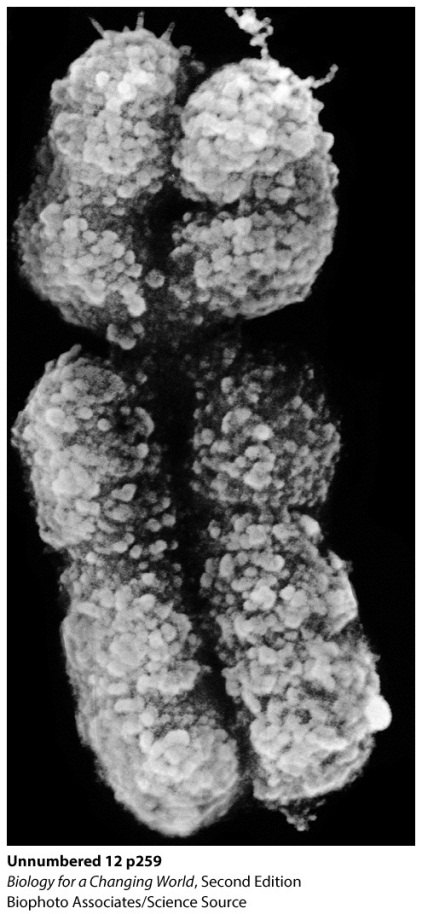 Unnumbered 12 p259
Biology for a Changing World, Second Edition
Biophoto Associates/Science Source